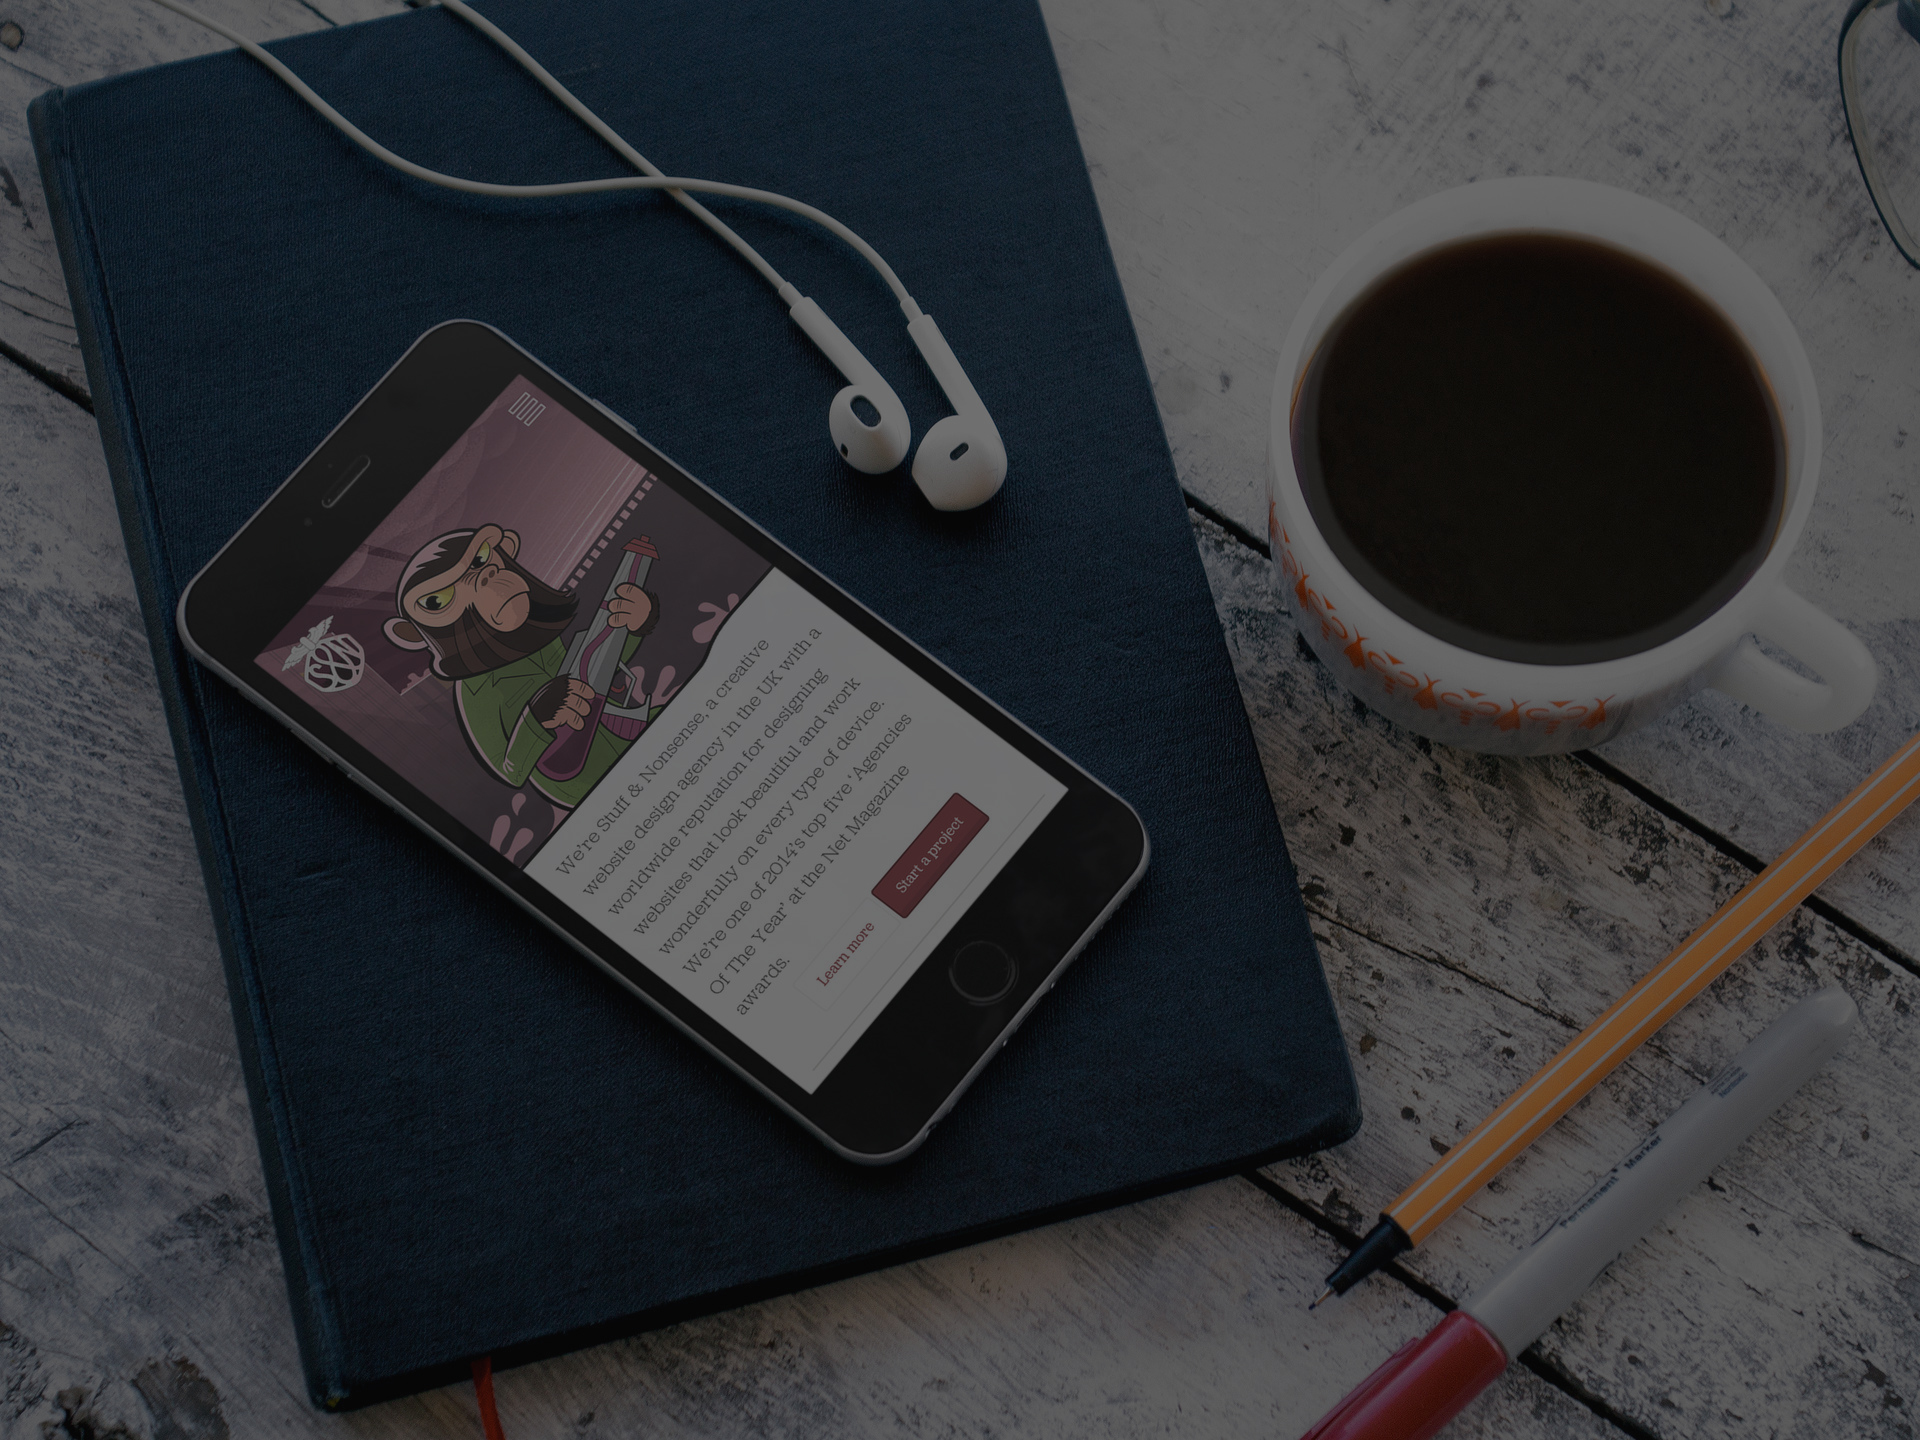 S&N
We're Stuff & Nonsense, a creative
website design agency in the UK with a
worldwide reputation for designing
websites that look beautiful and work
wonderfully on every type of device.
We're one of 2014's top five ‘Agencies
Of The Year’ at the Net Magazine
awards.
Learn more
Start a project
Permanent Marker